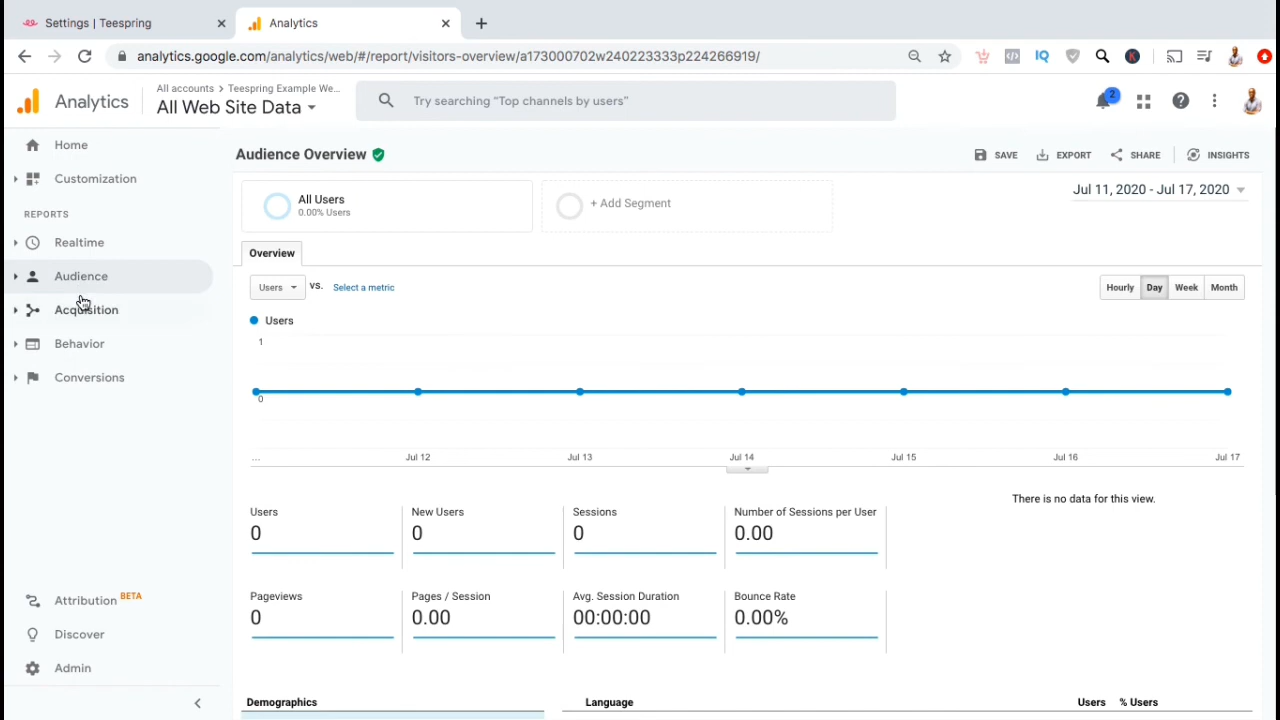 Settings | Teespring
Analytics
analytics.google.com/analytics/web/#/report/visitors-overview/a173000702w240223333p224266919/
IQ
K
Analytics
All accounts > Teespring Example We...
All Web Site Data
Try searching "Top channels by users"
2
Home
Customization
REPORTS
Realtime
Audience
Acquisition
Behavior
Conversions
Attribution BETA
Discover
Admin
Audience Overview
SAVE
EXPORT
SHARE
INSIGHTS
All Users
0.00% Users
+ Add Segment
Jul 11, 2020 - Jul 17, 2020
Overview
Users
VS.
Select a metric
Hourly
Day
Week
Month
Users
1
0
...
Jul 12
Jul 13
Jul 14
Jul 15
Jul 16
Jul 17
There is no data for this view.
Users
0
New Users
0
Sessions
0
Number of Sessions per User
0.00
Pageviews
0
Pages / Session
0.00
Avg. Session Duration
00:00:00
Bounce Rate
0.00%
Demographics
Language
Users
% Users